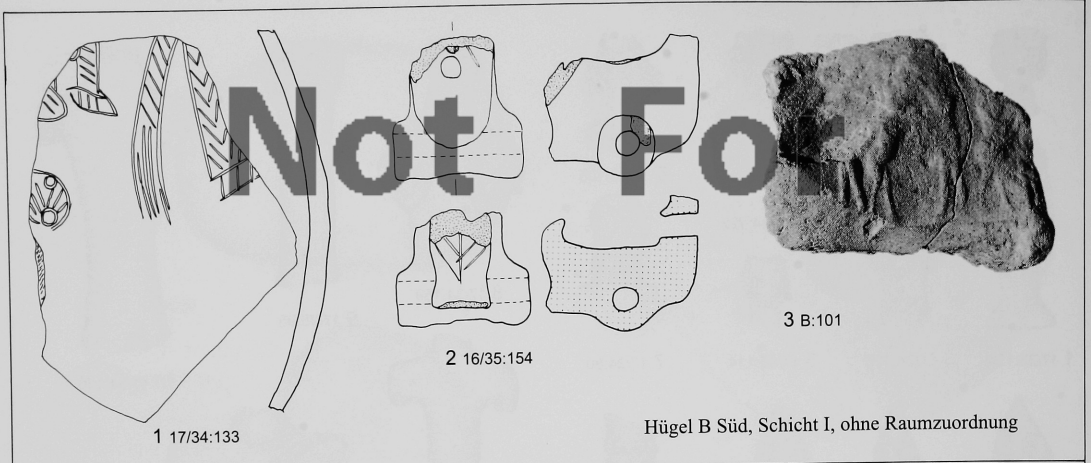 Not For
2 16/35:154
3 B:101
1 17/34:133
Hügel B Süd, Schicht I, ohne Raumzuordnung